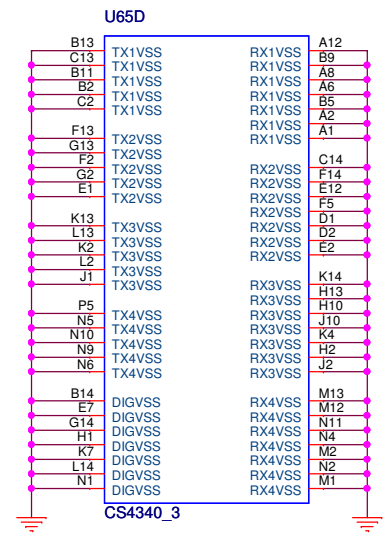 U65D
B13 TX1VSS RX1VSS A12
C13 TX1VSS RX1VSS B9
B11 TX1VSS RX1VSS A8
B2 TX1VSS RX1VSS A6
C2 TX1VSS RX1VSS B5
RX1VSS A2
F13 TX2VSS RX1VSS A1
G13 TX2VSS
F2 TX2VSS RX2VSS C14
G2 TX2VSS RX2VSS F14
E1 TX2VSS RX2VSS E12
RX2VSS F5
K13 TX3VSS RX2VSS D1
L13 TX3VSS RX2VSS D2
K2 TX3VSS RX2VSS E2
L2 TX3VSS
J1 TX3VSS RX3VSS K14
RX3VSS H13
P5 TX4VSS RX3VSS H10
N5 TX4VSS RX3VSS J10
N10 TX4VSS RX3VSS K4
N9 TX4VSS RX3VSS H2
N6 TX4VSS RX3VSS J2
B14 DIGVSS RX4VSS M13
E7 DIGVSS RX4VSS M12
G14 DIGVSS RX4VSS N11
H1 DIGVSS RX4VSS N4
K7 DIGVSS RX4VSS M2
L14 DIGVSS RX4VSS N2
N1 DIGVSS RX4VSS M1
CS4340_3